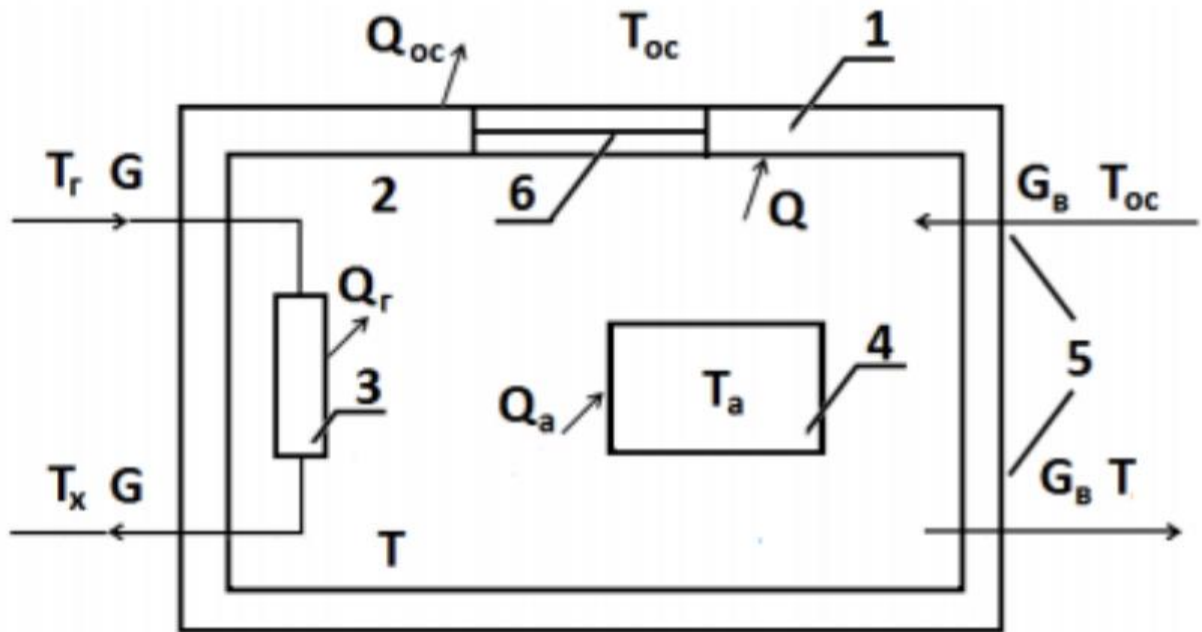 Qос Tос 1
Tг G 2 6 Q Gв Tос
Qг
3 Qа Tа 4 5
Tх G T Gв T